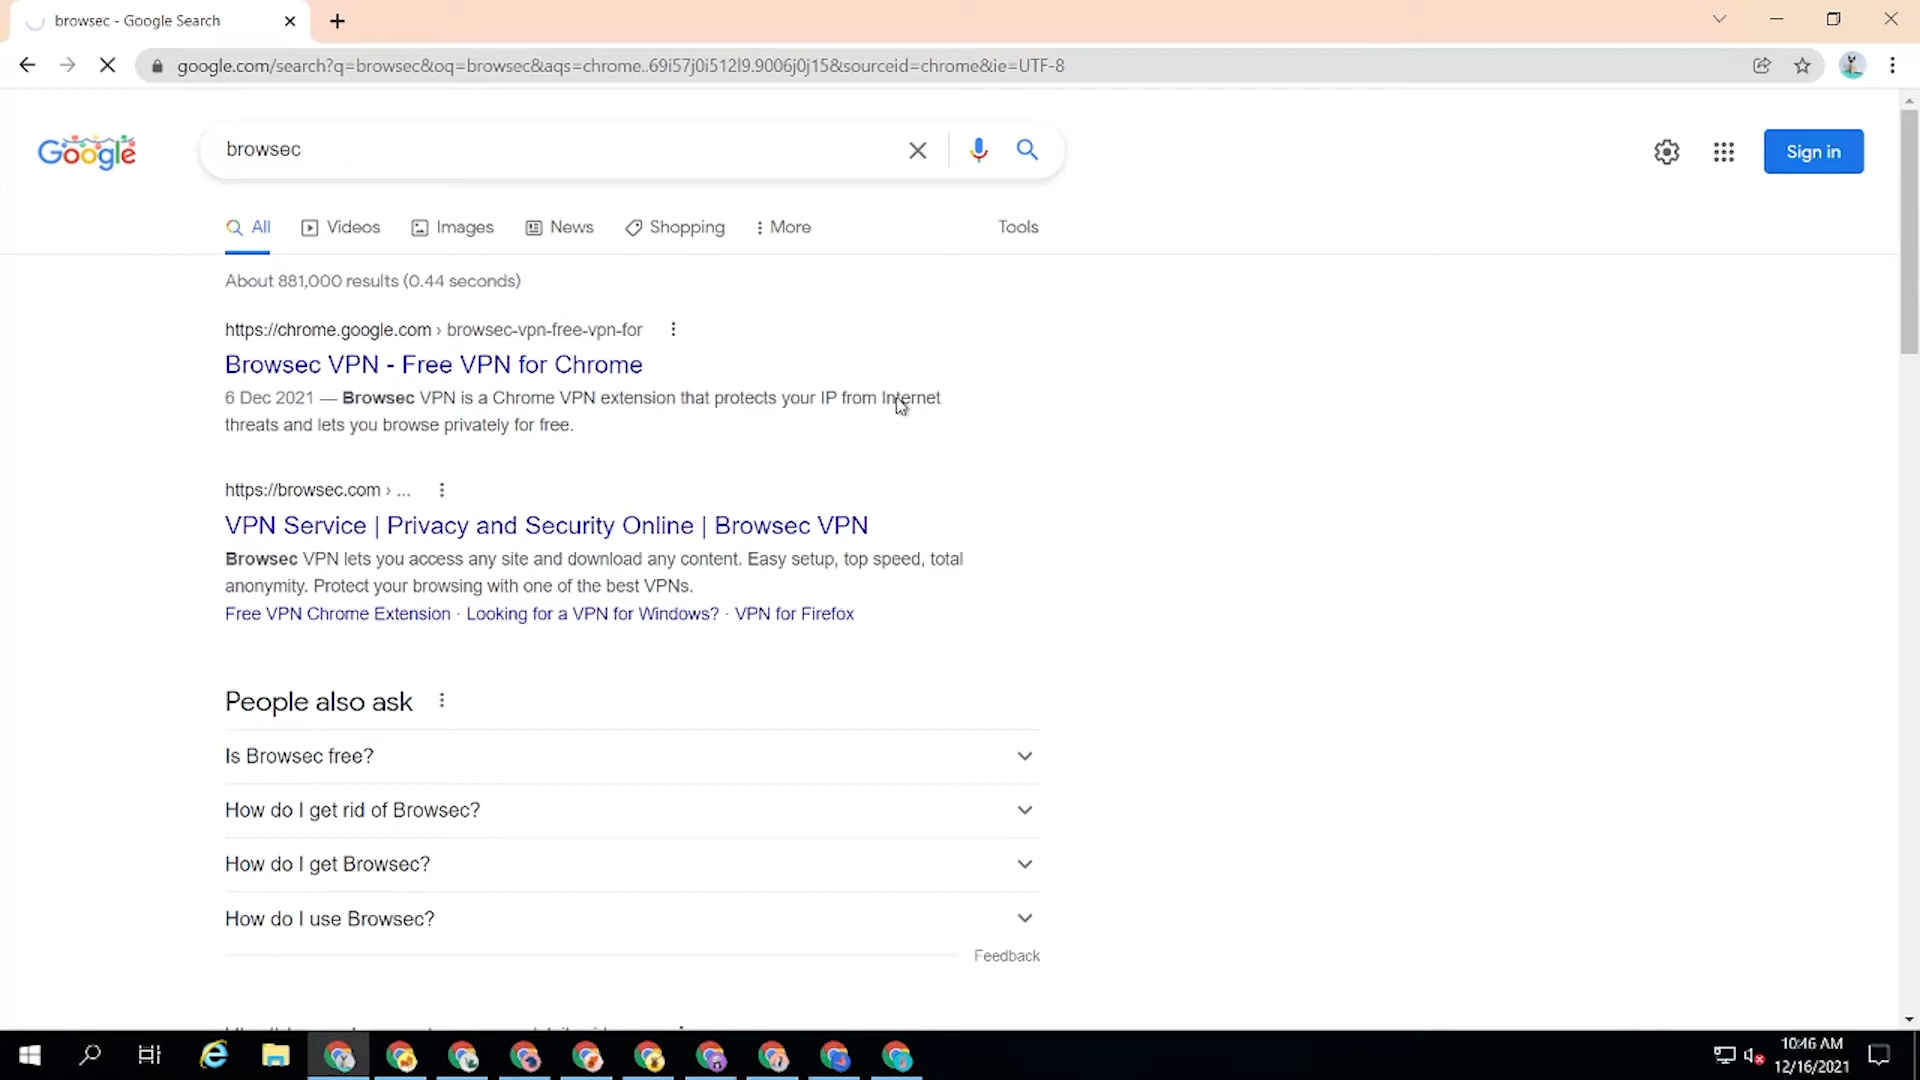 browsec - Google Search
google.com/search?q=browsec&oq=browsec&aqs=chrome..69i57j0i512l9.9006j0j15&sourceid=chrome&ie=UTF-8
Google
browsec
Sign in
All
Videos
Images
News
Shopping
More
Tools
About 881,000 results (0.44 seconds)
https://chrome.google.com › browsec-vpn-free-vpn-for
Browsec VPN - Free VPN for Chrome
6 Dec 2021 — Browsec VPN is a Chrome VPN extension that protects your IP from Internet
threats and lets you browse privately for free.
https://browsec.com › ...
VPN Service | Privacy and Security Online | Browsec VPN
Browsec VPN lets you access any site and download any content. Easy setup, top speed, total
anonymity. Protect your browsing with one of the best VPNs.
Free VPN Chrome Extension · Looking for a VPN for Windows? · VPN for Firefox
People also ask
Is Browsec free?
How do I get rid of Browsec?
How do I get Browsec?
How do I use Browsec?
Feedback
10:46 AM
12/16/2021